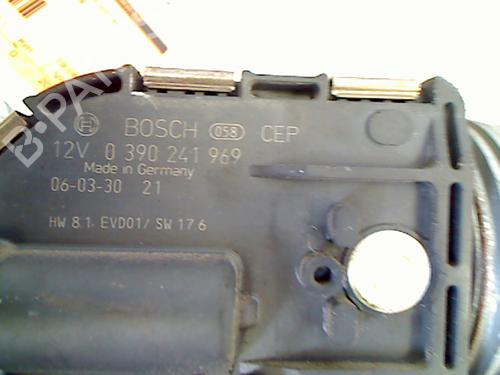 BOSCH 058 CEP
12V 0 390 241 969
Made in Germany
06-03-30 21
HW 8.1 EVD01/ SW 17 6